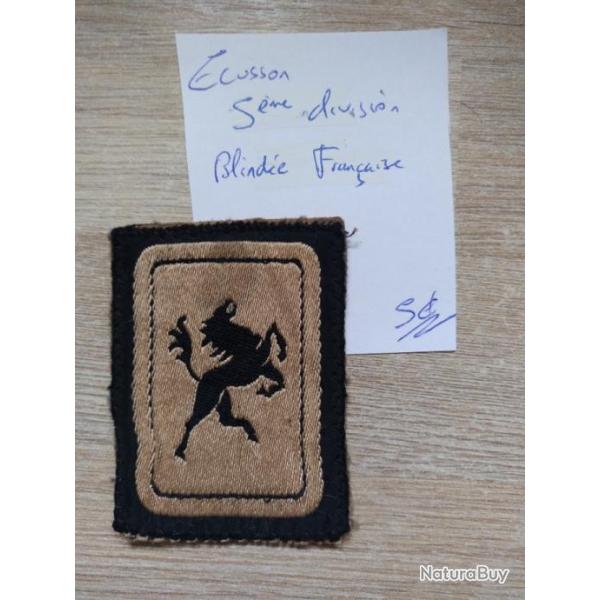 Ecusson
5ème division
Blindée Française
NaturaBuy